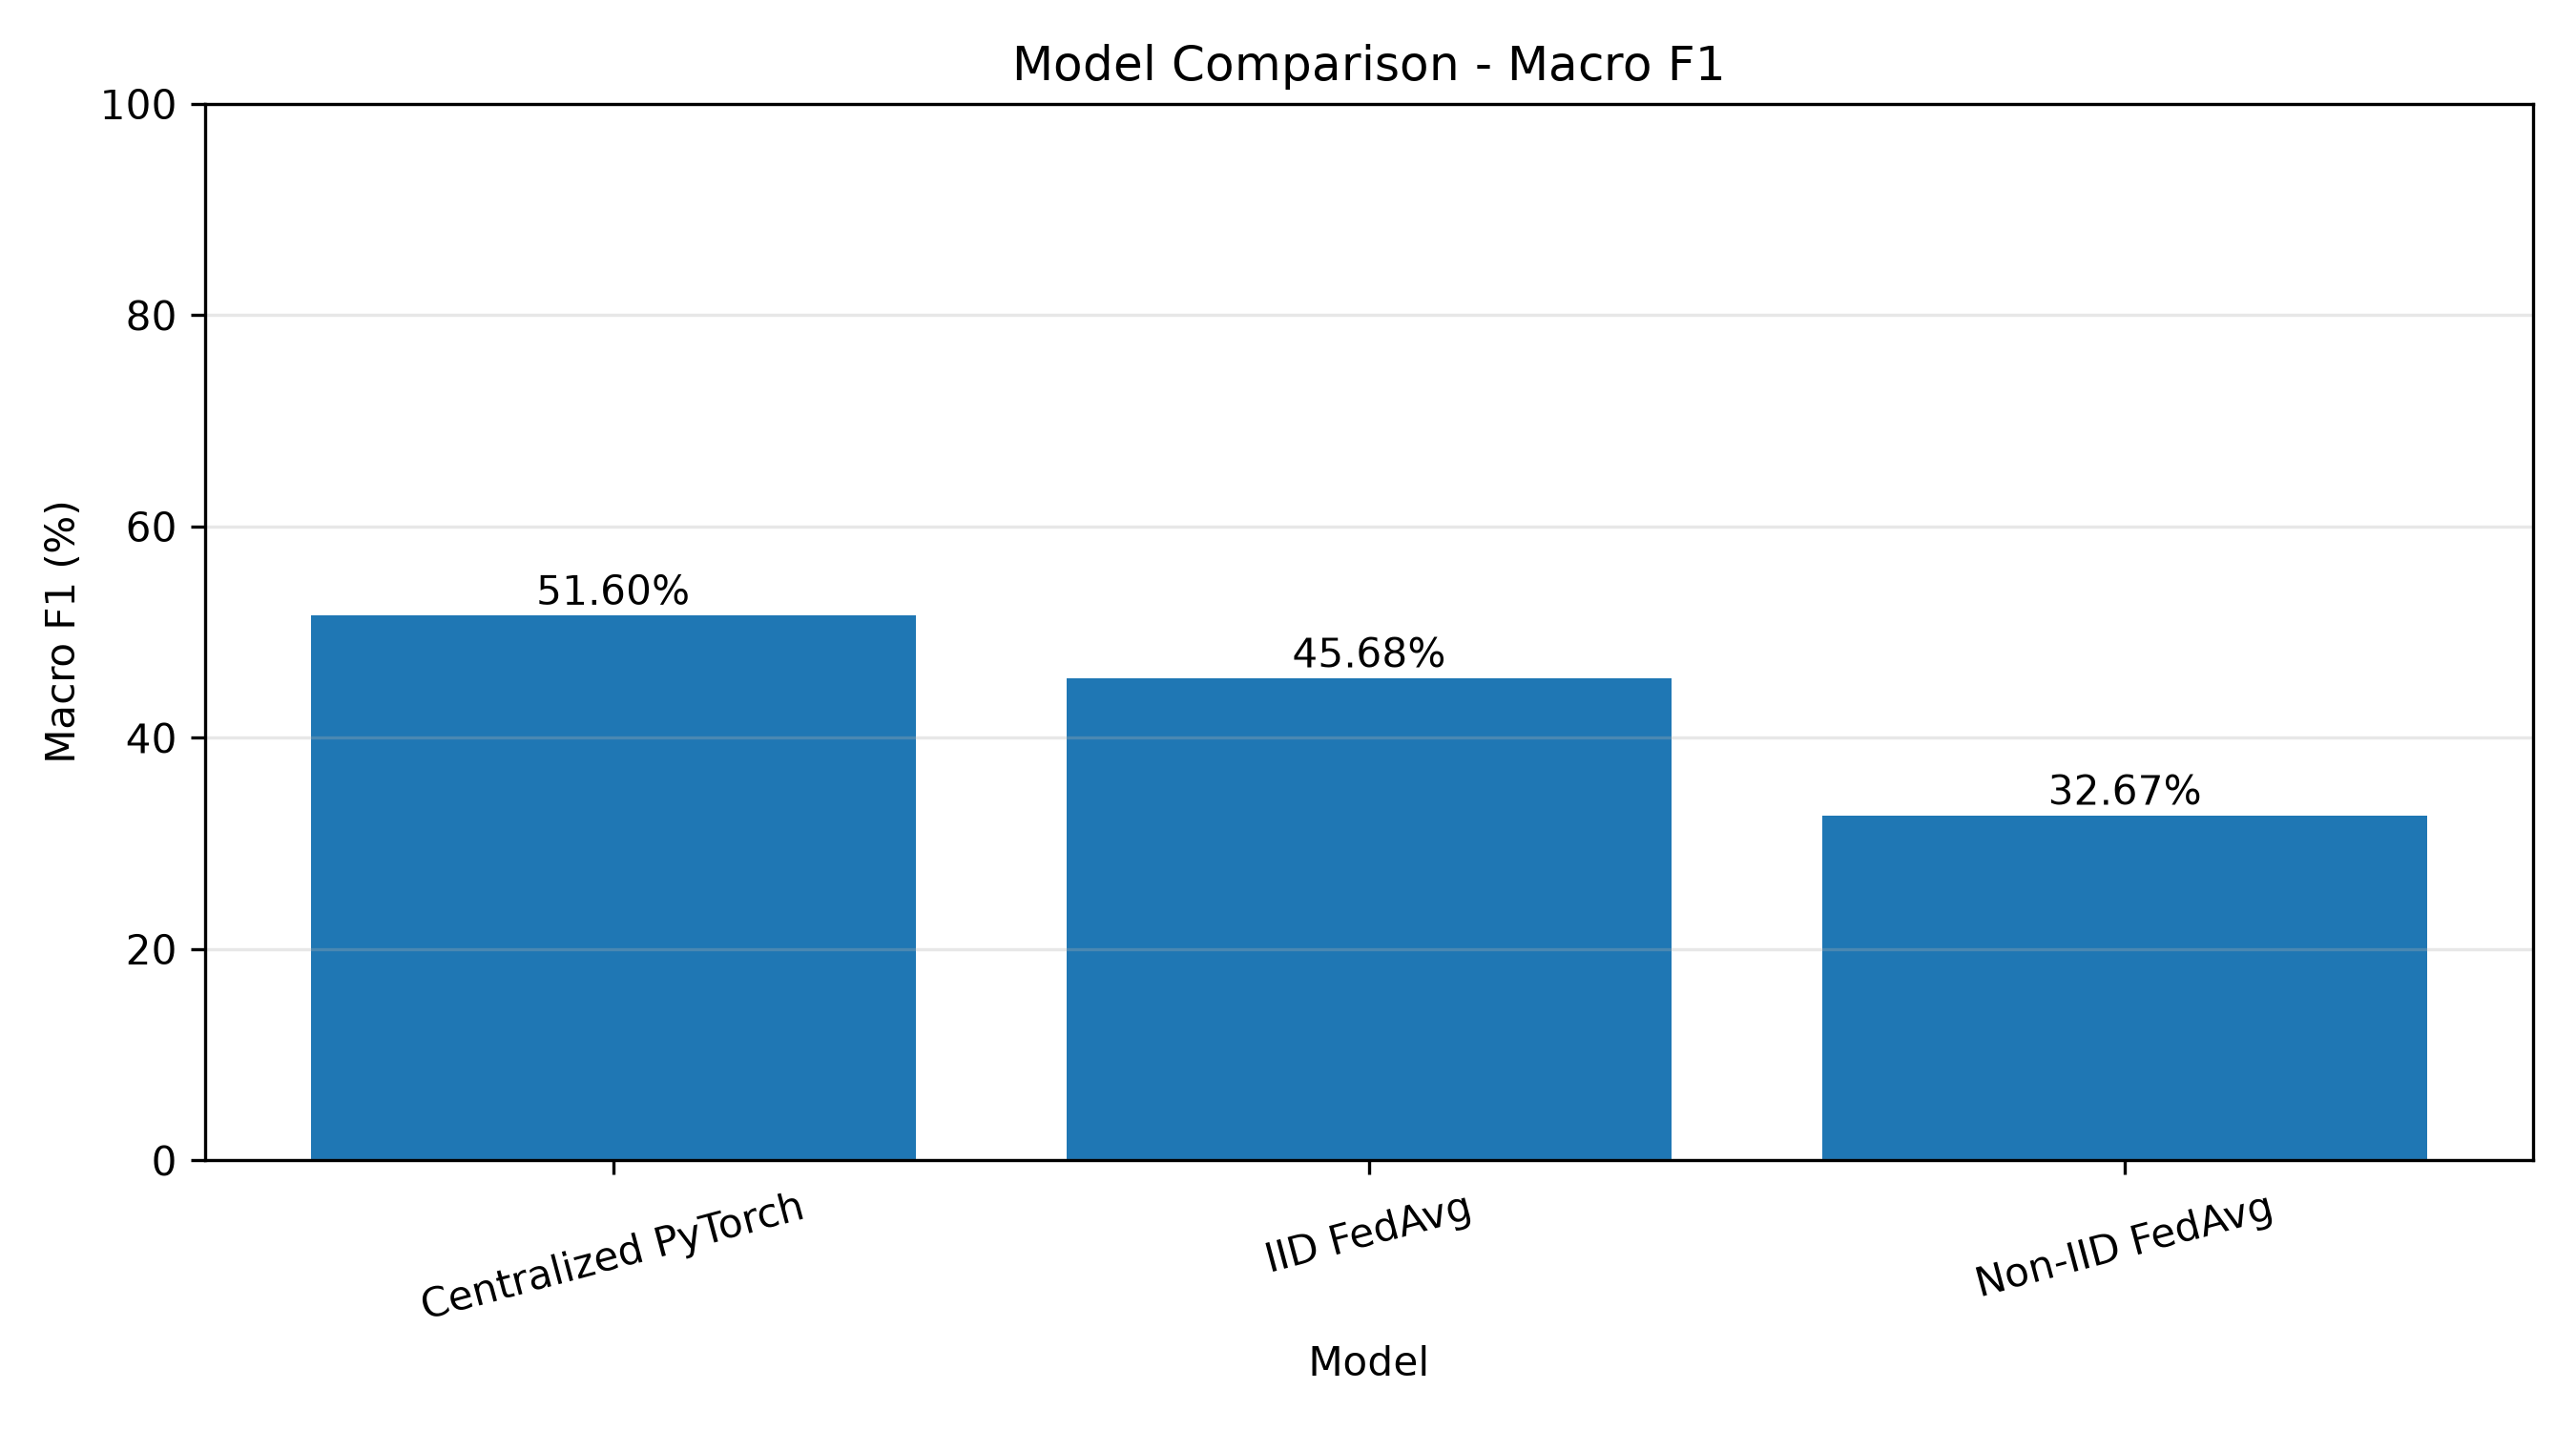 Model Comparison - Macro F1
Macro F1 (%)
100
80
60
40
20
0
51.60%
45.68%
32.67%
Centralized PyTorch
IID FedAvg
Non-IID FedAvg
Model